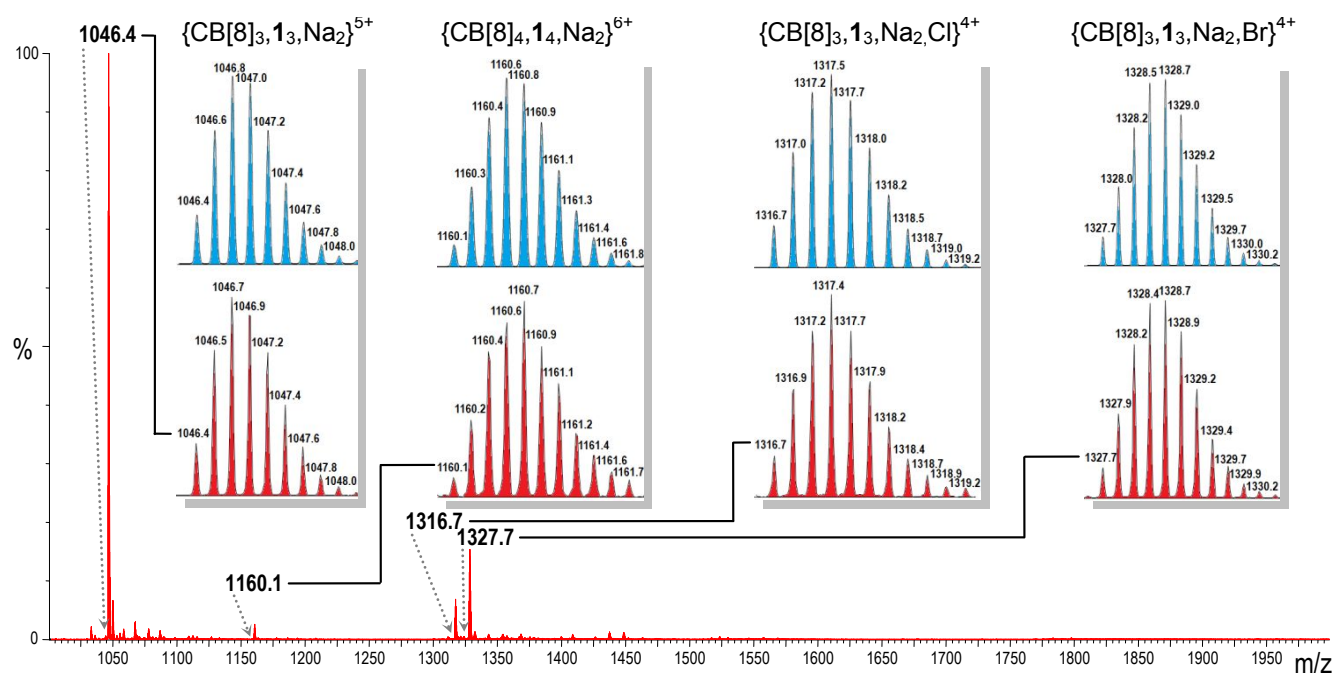 1046.4
{CB[8]₃,1₃,Na₂}⁵⁺ {CB[8]₄,1₄,Na₂}⁶⁺ {CB[8]₃,1₃,Na₂,Cl}⁴⁺ {CB[8]₃,1₃,Na₂,Br}⁴⁺
1046.4 1046.6 1046.8 1047.0 1047.2 1047.4 1047.6 1047.8 1048.0
1160.1 1160.3 1160.4 1160.6 1160.8 1160.9 1161.1 1161.3 1161.4 1161.6 1161.8
1316.7 1317.0 1317.2 1317.5 1317.7 1318.0 1318.2 1318.5 1318.7 1319.0 1319.2
1327.7 1328.0 1328.2 1328.5 1328.7 1329.0 1329.2 1329.5 1329.7 1330.0 1330.2
1046.4 1046.5 1046.7 1046.9 1047.2 1047.4 1047.6 1047.8 1048.0
1160.1 1160.2 1160.4 1160.6 1160.7 1160.9 1161.1 1161.2 1161.4 1161.6 1161.7
1316.7 1316.9 1317.2 1317.4 1317.7 1317.9 1318.2 1318.4 1318.7 1318.9 1319.2
1327.7 1327.9 1328.2 1328.4 1328.7 1328.9 1329.2 1329.4 1329.7 1329.9 1330.2
100
%
0
1316.7
1327.7
1160.1
1050 1100 1150 1200 1250 1300 1350 1400 1450 1500 1550 1600 1650 1700 1750 1800 1850 1900 1950
m/z